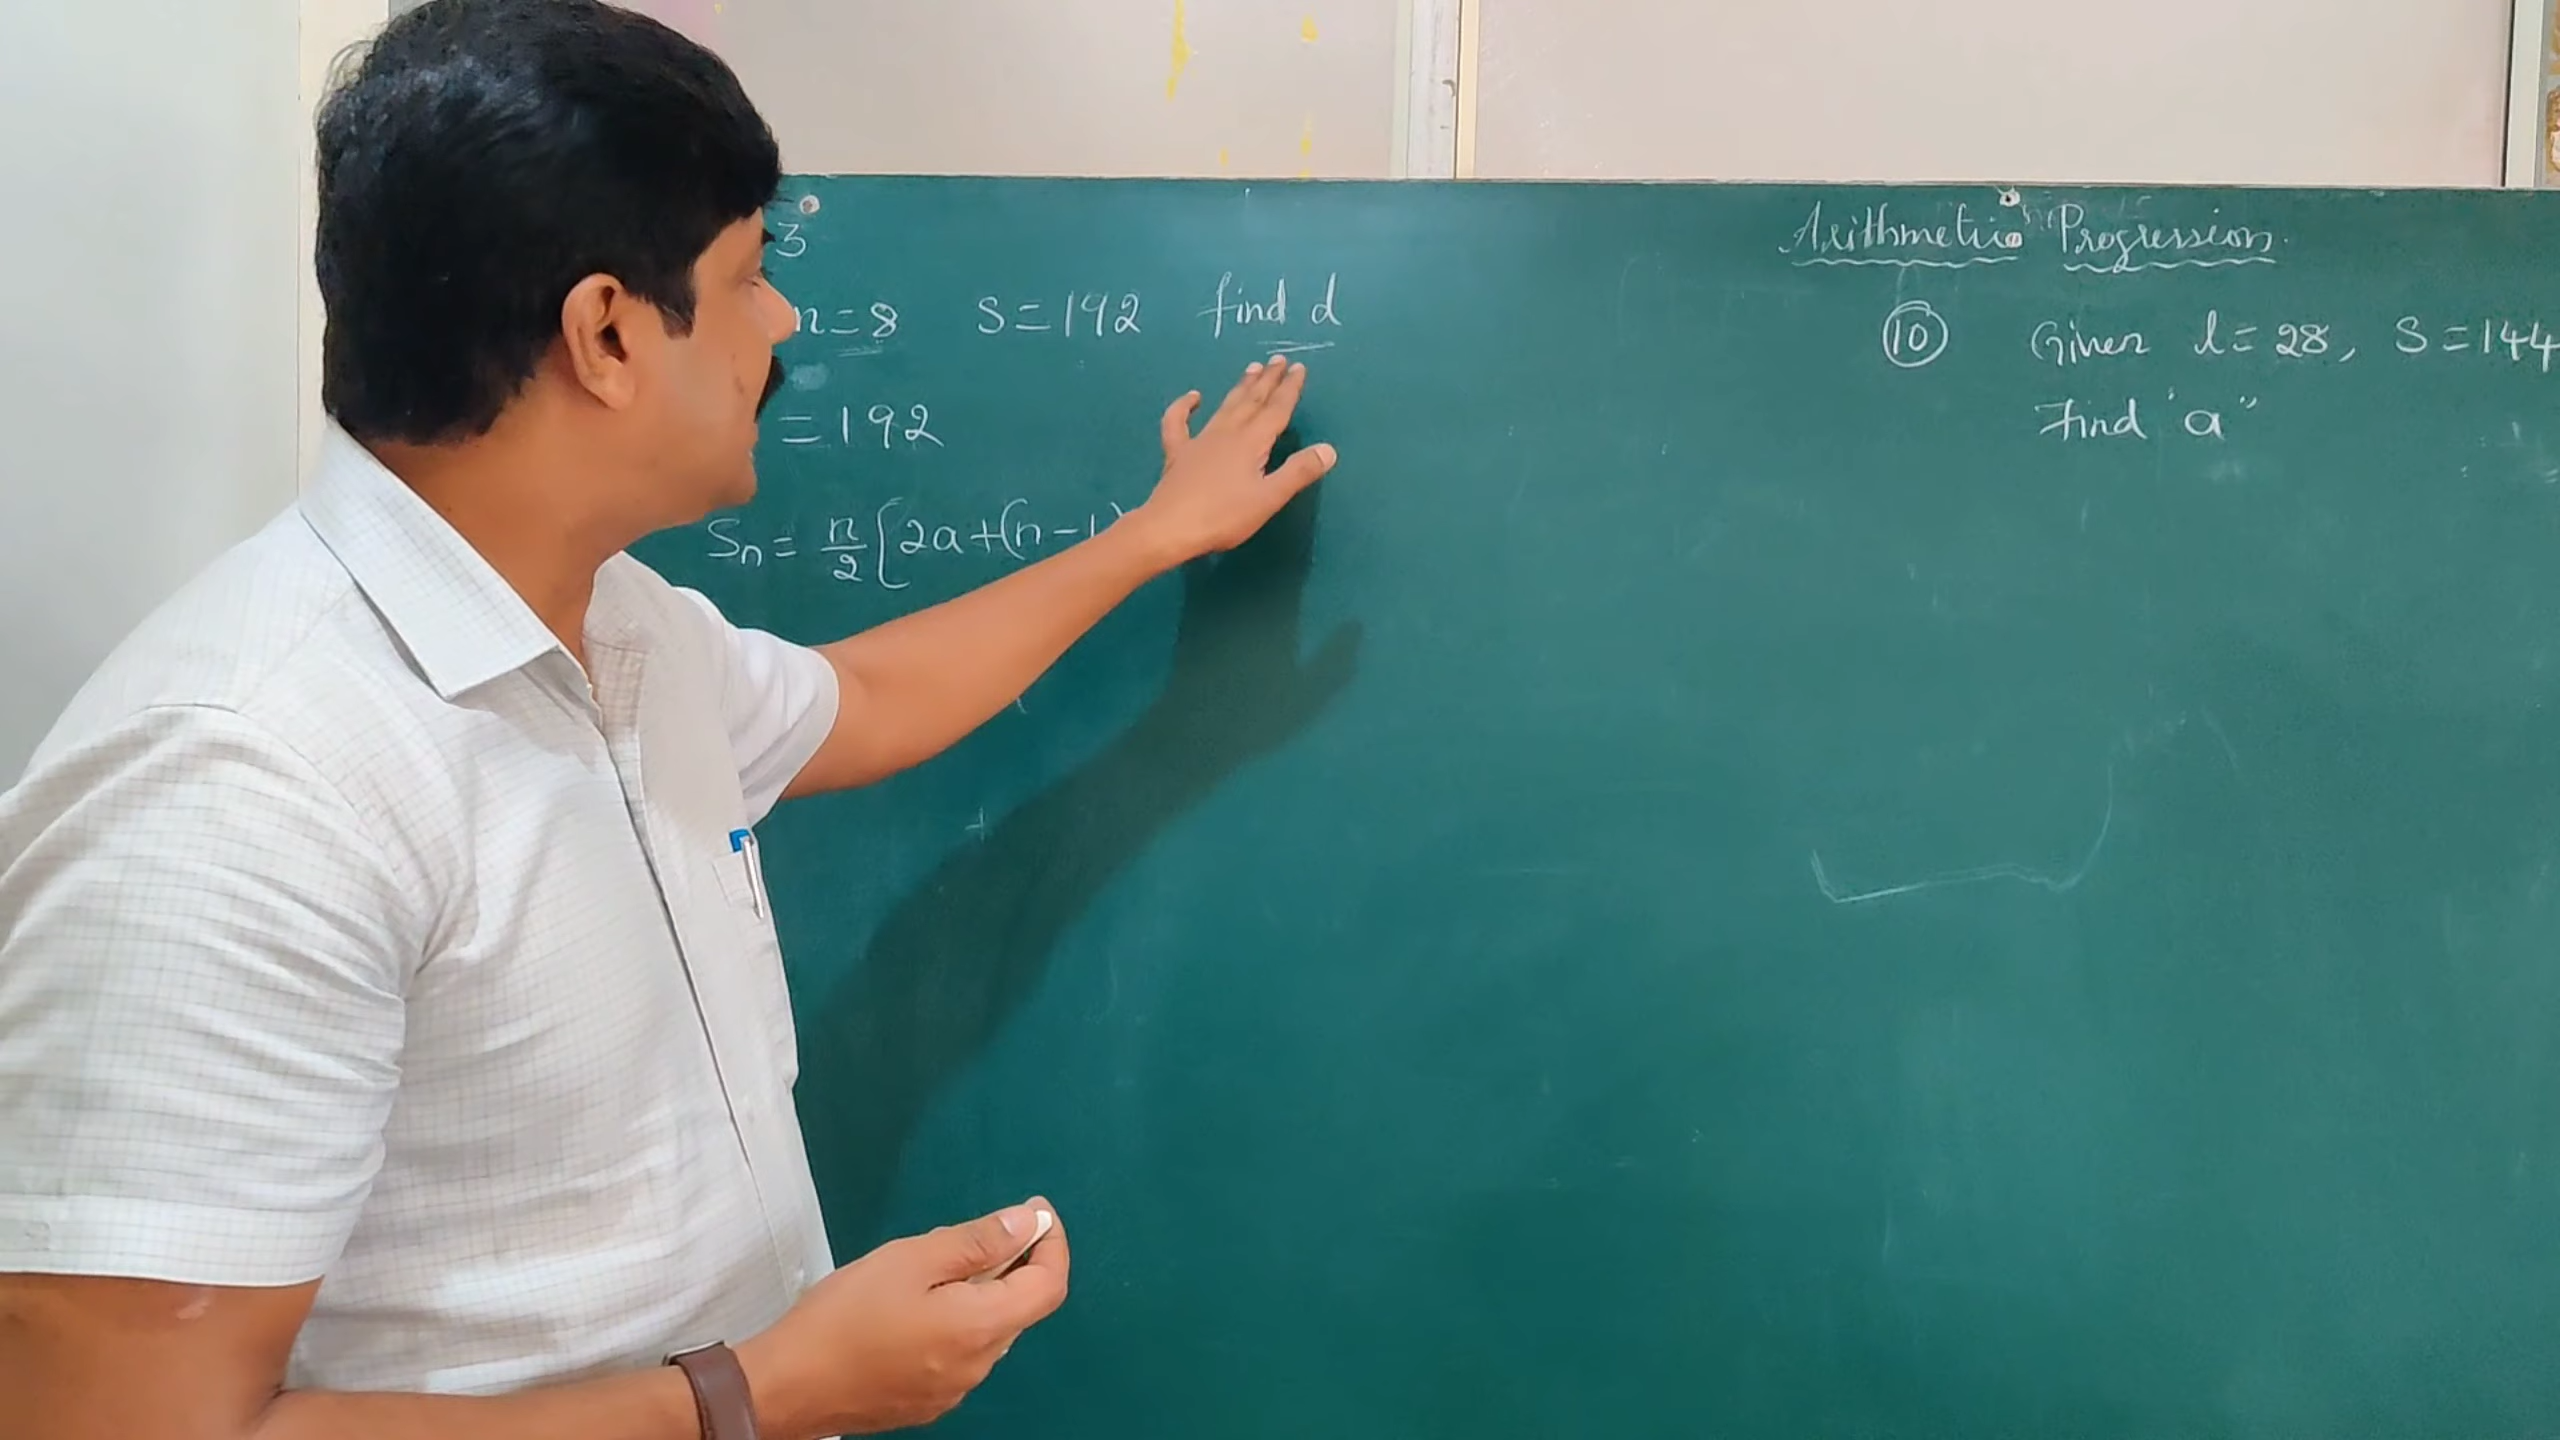 3
n = 8 S = 192 find d
= 192
Sn = n/2 [2a + (n - 1)
Arithmetic Progression.
10 Given l = 28, S = 144
Find "a"